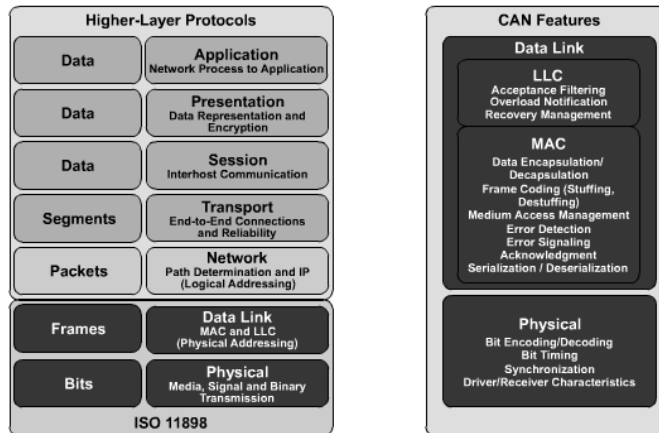 Higher-Layer Protocols
Data
Application
Network Process to Application
Data
Presentation
Data Representation and
Encryption
Data
Session
Interhost Communication
Segments
Transport
End-to-End Connections
and Reliability
Packets
Network
Path Determination and IP
(Logical Addressing)
Frames
Data Link
MAC and LLC
(Physical Addressing)
Bits
Physical
Media, Signal and Binary
Transmission
ISO 11898
CAN Features
Data Link
LLC
Acceptance Filtering
Overload Notification
Recovery Management
MAC
Data Encapsulation/
Decapsulation
Frame Coding (Stuffing,
Destuffing)
Medium Access Management
Error Detection
Error Signaling
Acknowledgment
Serialization / Deserialization
Physical
Bit Encoding/Decoding
Bit Timing
Synchronization
Driver/Receiver Characteristics